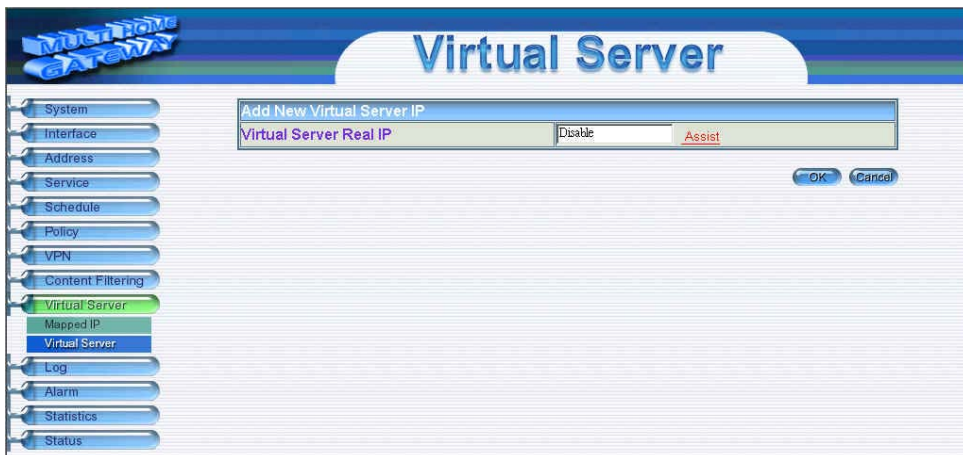 MULTI HOME
GATEWAY
Virtual Server
System
Interface
Address
Service
Schedule
Policy
VPN
Content Filtering
Virtual Server
Mapped IP
Virtual Server
Log
Alarm
Statistics
Status
Add New Virtual Server IP
Virtual Server Real IP Disable Assist
OK Cancel